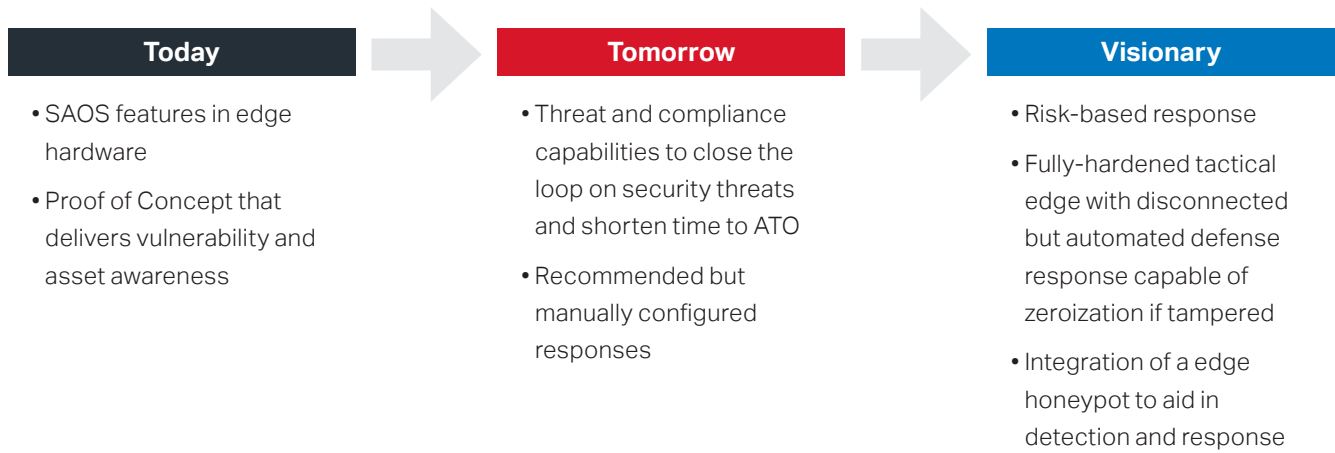 Today
• SAOS features in edge
hardware
• Proof of Concept that
delivers vulnerability and
asset awareness
Tomorrow
• Threat and compliance
capabilities to close the
loop on security threats
and shorten time to ATO
• Recommended but
manually configured
responses
Visionary
• Risk-based response
• Fully-hardened tactical
edge with disconnected
but automated defense
response capable of
zeroization if tampered
• Integration of a edge
honeypot to aid in
detection and response